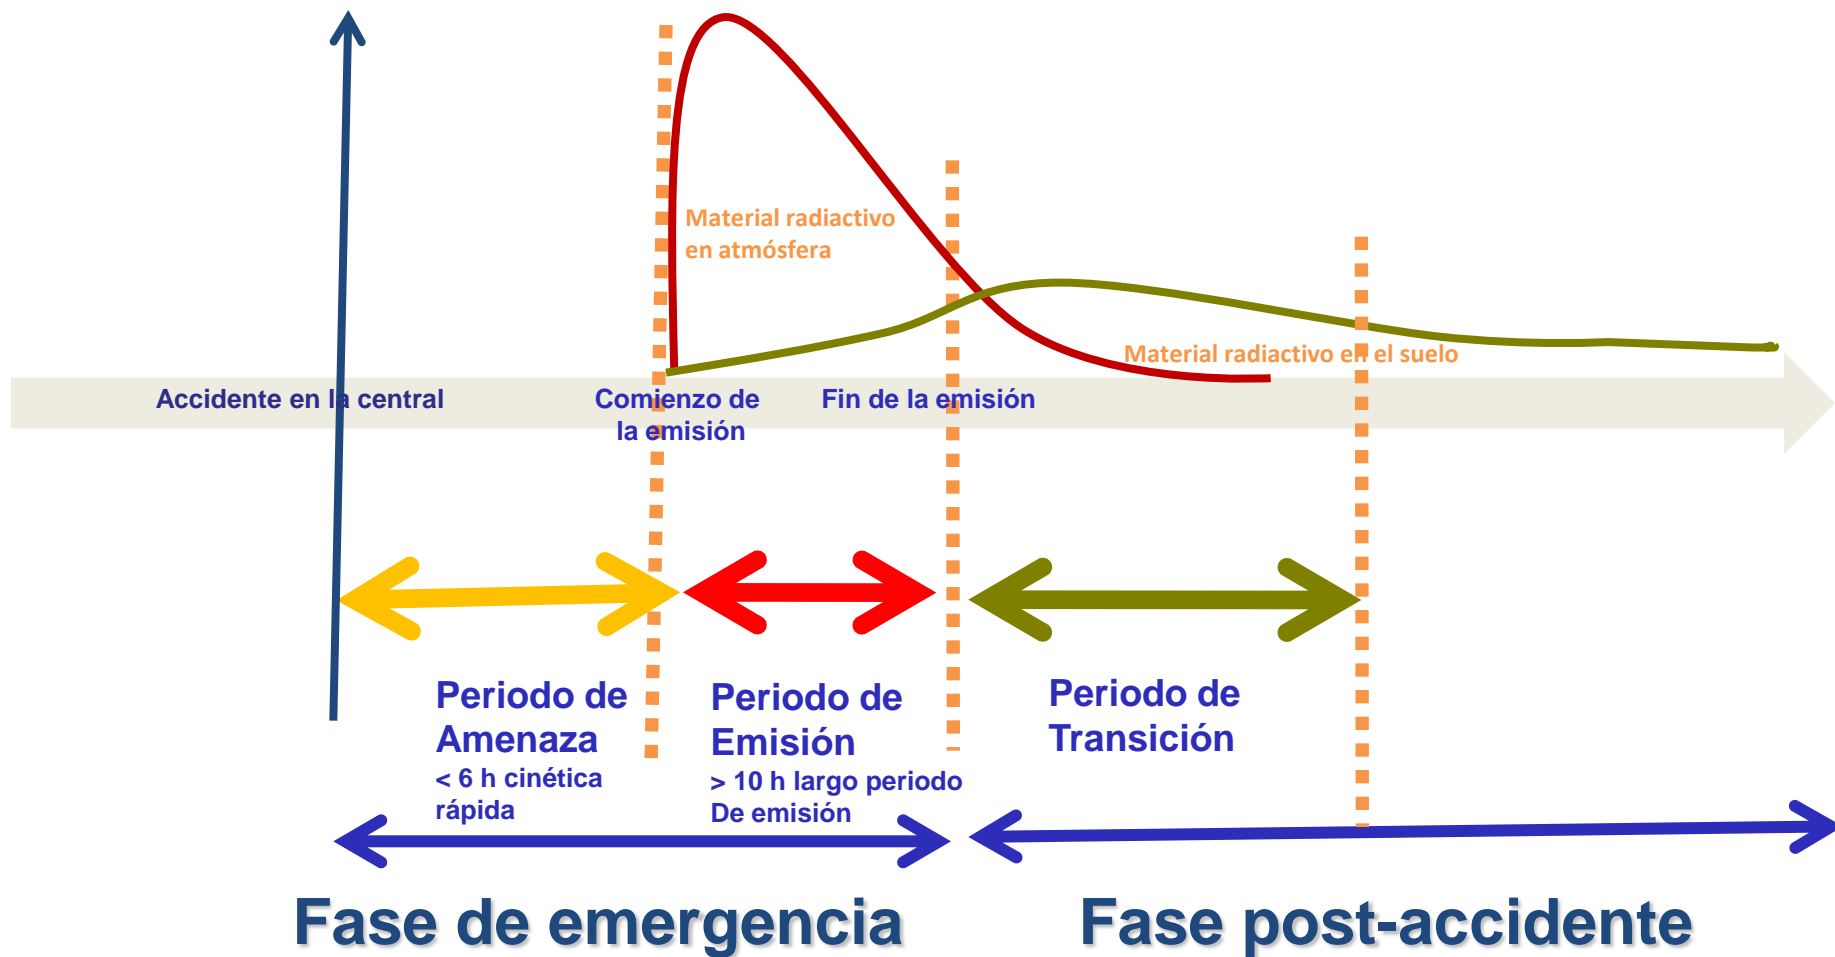 Material radiactivo
en atmósfera
Material radiactivo en el suelo
Accidente en la central
Comienzo de
la emisión
Fin de la emisión
Periodo de
Amenaza
< 6 h cinética
rápida
Periodo de
Emisión
> 10 h largo periodo
De emisión
Periodo de
Transición
Fase de emergencia
Fase post-accidente